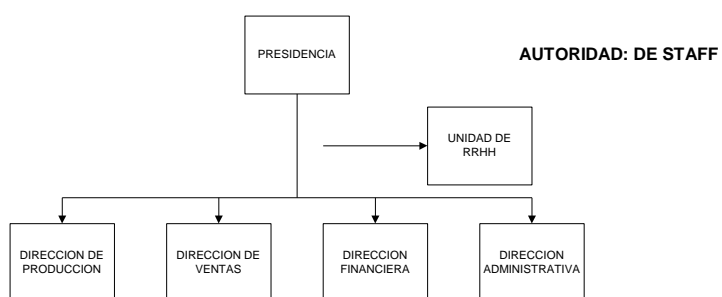 PRESIDENCIA
AUTORIDAD: DE STAFF
UNIDAD DE
RRHH
DIRECCION DE
PRODUCCION
DIRECCION DE
VENTAS
DIRECCION
FINANCIERA
DIRECCION
ADMINISTRATIVA